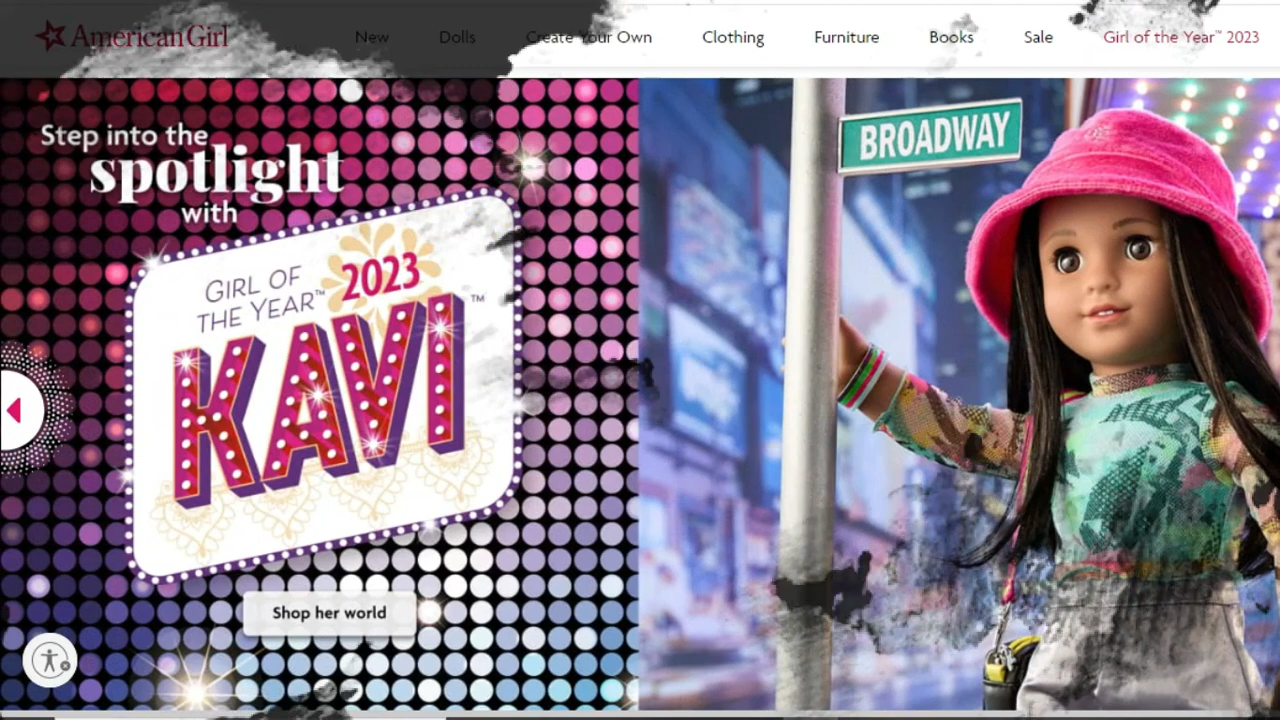 American Girl
New Dolls Create Your Own Clothing Furniture Books Sale Girl of the Year™ 2023
Step into the
spotlight
with
GIRL OF
THE YEAR™ 2023
KAVI™
Shop her world
BROADWAY